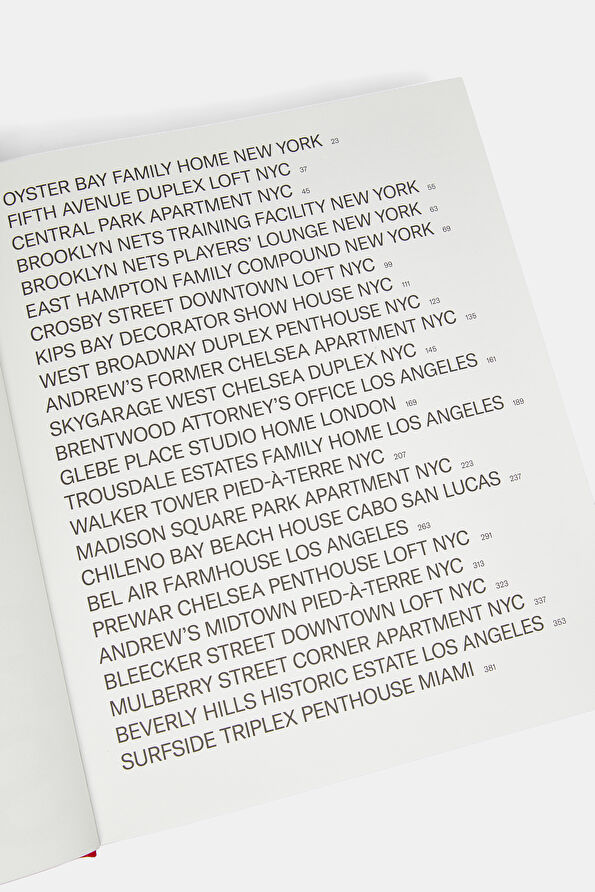 OYSTER BAY FAMILY HOME NEW YORK 23
FIFTH AVENUE DUPLEX LOFT NYC 37
CENTRAL PARK APARTMENT NYC 45
BROOKLYN NETS TRAINING FACILITY NEW YORK 55
BROOKLYN NETS PLAYERS' LOUNGE NEW YORK 63
EAST HAMPTON FAMILY COMPOUND NEW YORK 69
CROSBY STREET DOWNTOWN LOFT NYC 99
KIPS BAY DECORATOR SHOW HOUSE NYC 111
WEST BROADWAY DUPLEX PENTHOUSE NYC 123
ANDREW'S FORMER CHELSEA APARTMENT NYC 135
SKYGARAGE WEST CHELSEA DUPLEX NYC 145
BRENTWOOD ATTORNEY'S OFFICE LOS ANGELES 161
GLEBE PLACE STUDIO HOME LONDON 169
TROUSDALE ESTATES FAMILY HOME LOS ANGELES 189
WALKER TOWER PIED-À-TERRE NYC 207
MADISON SQUARE PARK APARTMENT NYC 223
CHILENO BAY BEACH HOUSE CABO SAN LUCAS 237
BEL AIR FARMHOUSE LOS ANGELES 263
PREWAR CHELSEA PENTHOUSE LOFT NYC 291
ANDREW'S MIDTOWN PIED-À-TERRE NYC 313
BLEECKER STREET DOWNTOWN LOFT NYC 323
MULBERRY STREET CORNER APARTMENT NYC 337
BEVERLY HILLS HISTORIC ESTATE LOS ANGELES 353
SURFSIDE TRIPLEX PENTHOUSE MIAMI 381